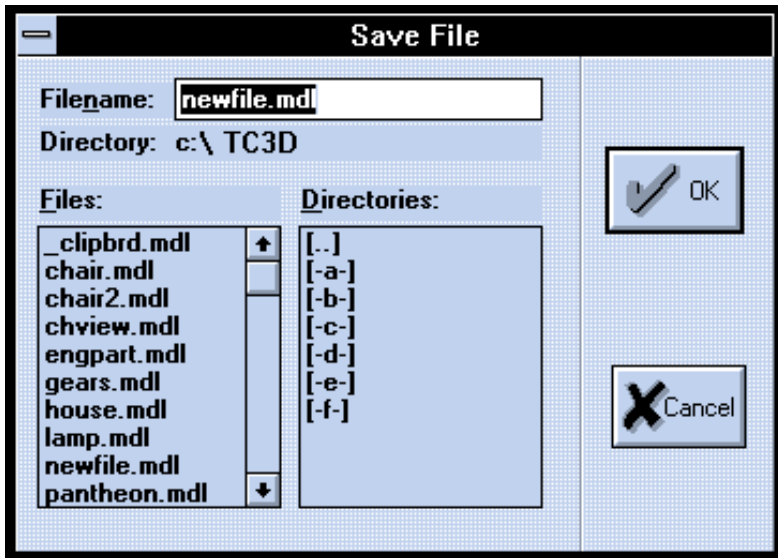 Save File
Filename: newfile.mdl
Directory: c:\ TC3D
Files:
_clipbrd.mdl
chair.mdl
chair2.mdl
chview.mdl
engpart.mdl
gears.mdl
house.mdl
lamp.mdl
newfile.mdl
pantheon.mdl
Directories:
[..]
[-a-]
[-b-]
[-c-]
[-d-]
[-e-]
[-f-]
OK
Cancel